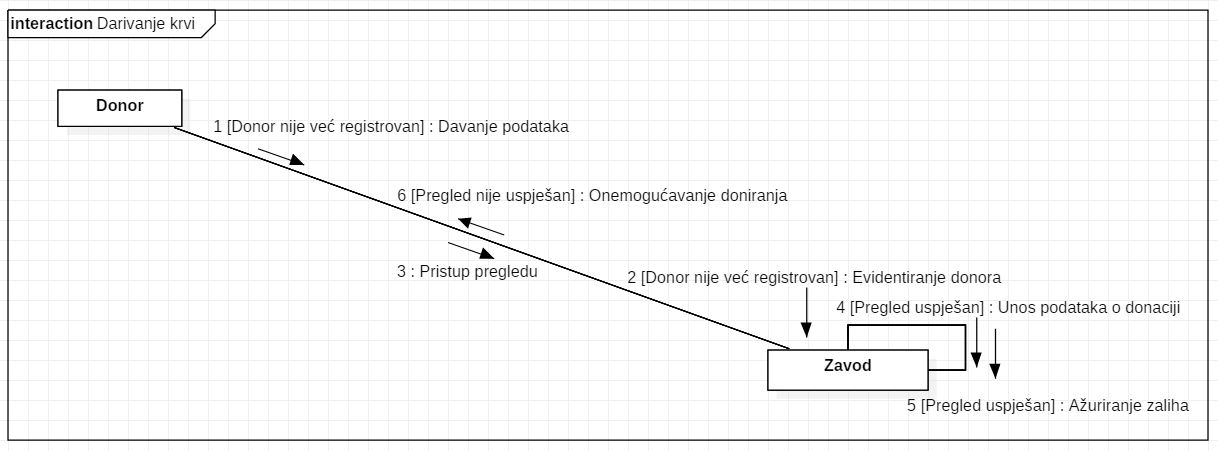 interaction Darivanje krvi
Donor
1 [Donor nije već registrovan] : Davanje podataka
6 [Pregled nije uspješan] : Onemogućavanje doniranja
3 : Pristup pregledu
2 [Donor nije već registrovan] : Evidentiranje donora
4 [Pregled uspješan] : Unos podataka o donaciji
Zavod
5 [Pregled uspješan] : Ažuriranje zaliha